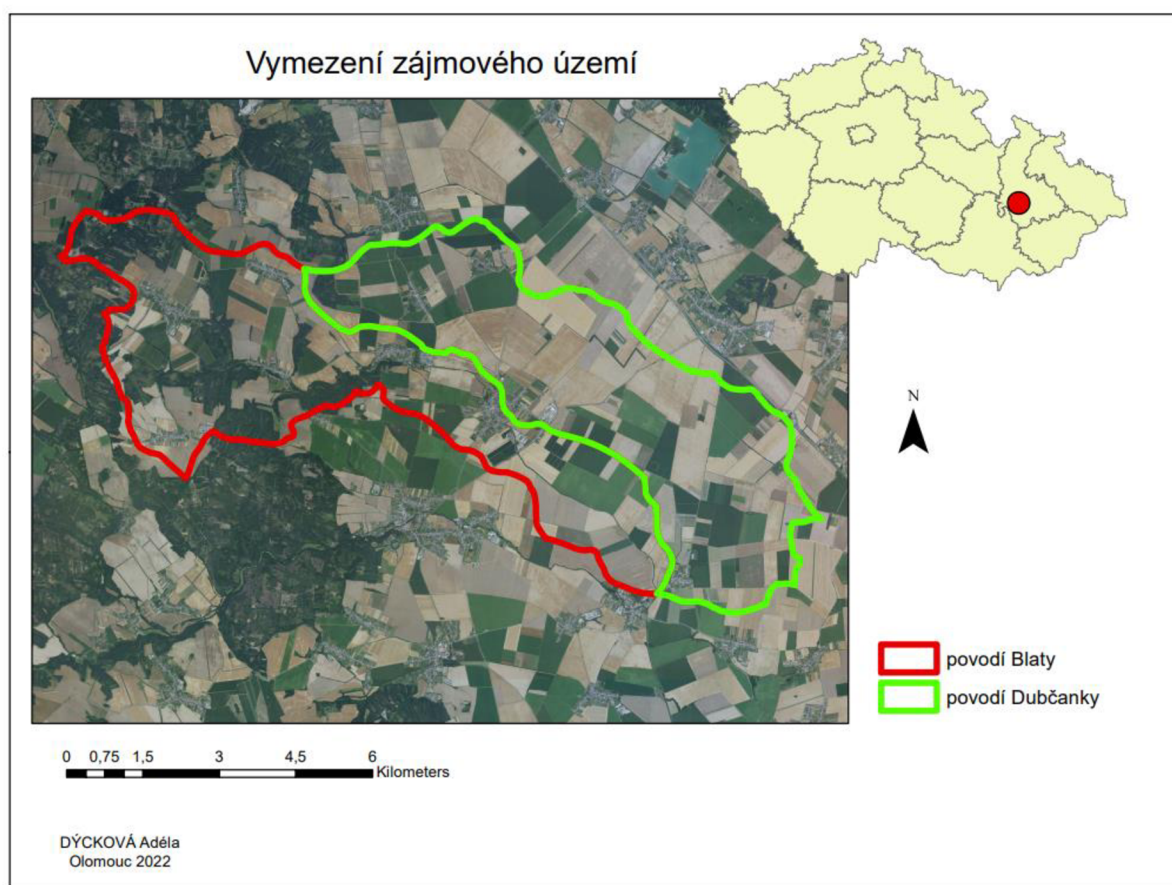 Vymezení zájmového území
N
povodí Blaty
povodí Dubčanky
0 0,75 1,5 3 4,5 6
Kilometers
DÝCKOVÁ Adéla
Olomouc 2022